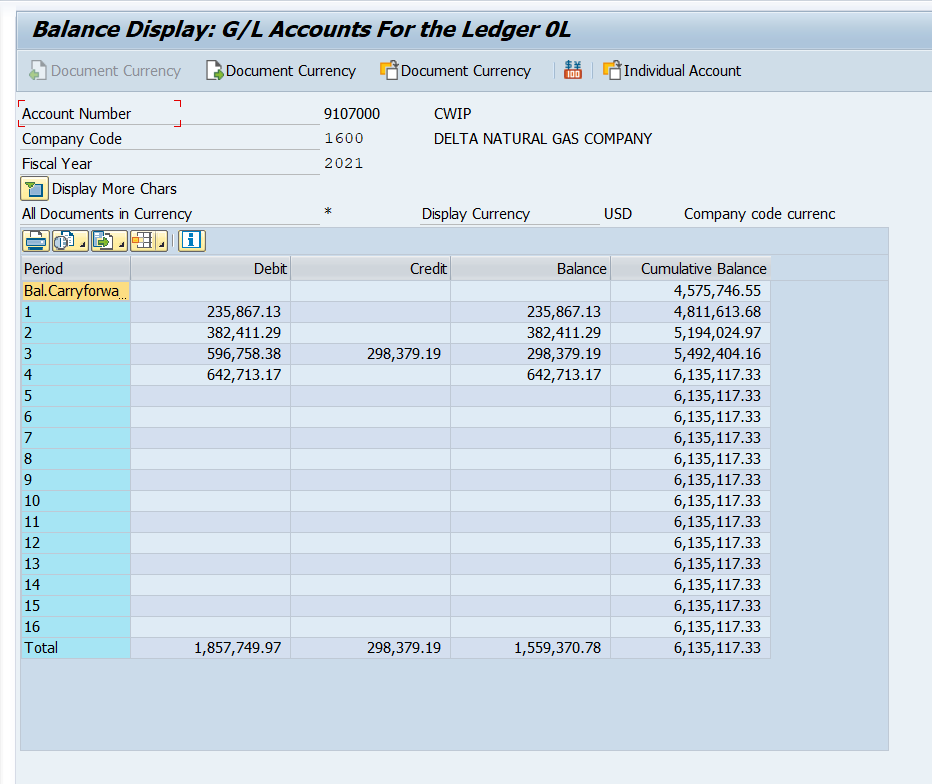 Balance Display: G/L Accounts For the Ledger 0L
Document Currency Document Currency Document Currency Individual Account
Account Number 9107000 CWIP
Company Code 1600 DELTA NATURAL GAS COMPANY
Fiscal Year 2021
Display More Chars
All Documents in Currency * Display Currency USD Company code currenc
Period Debit Credit Balance Cumulative Balance
Bal.Carryforwa... 4,575,746.55
1 235,867.13 235,867.13 4,811,613.68
2 382,411.29 382,411.29 5,194,024.97
3 596,758.38 298,379.19 298,379.19 5,492,404.16
4 642,713.17 642,713.17 6,135,117.33
5 6,135,117.33
6 6,135,117.33
7 6,135,117.33
8 6,135,117.33
9 6,135,117.33
10 6,135,117.33
11 6,135,117.33
12 6,135,117.33
13 6,135,117.33
14 6,135,117.33
15 6,135,117.33
16 6,135,117.33
Total 1,857,749.97 298,379.19 1,559,370.78 6,135,117.33